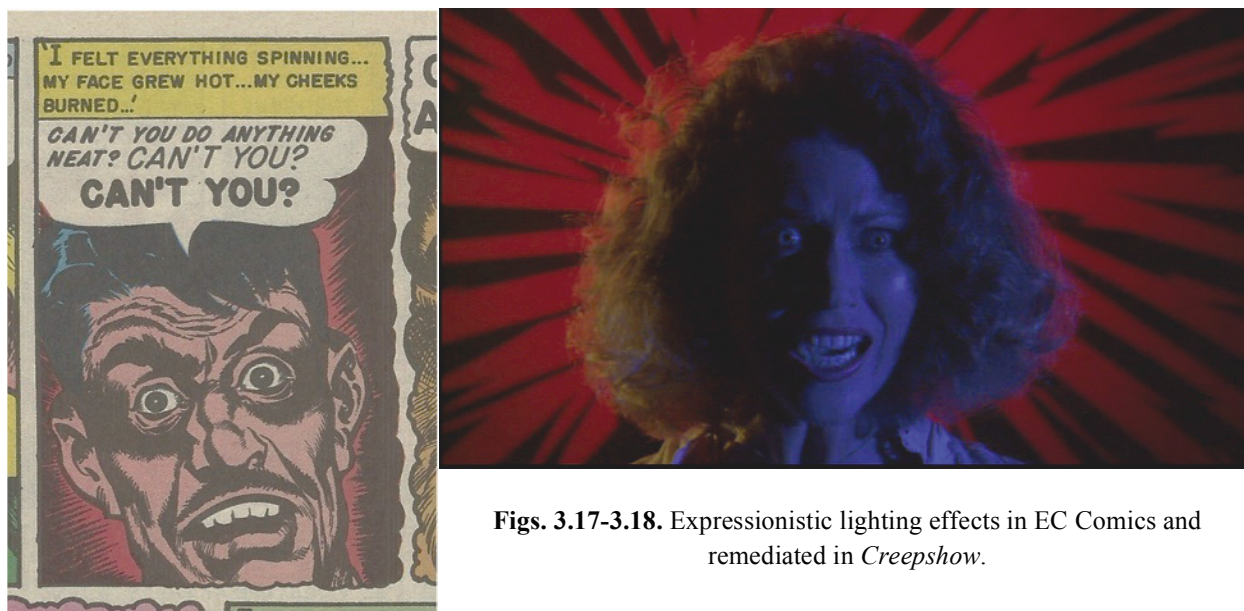 'I FELT EVERYTHING SPINNING...
MY FACE GREW HOT...MY CHEEKS
BURNED...'
CAN'T YOU DO ANYTHING
NEAT? CAN'T YOU?
CAN'T YOU?
Figs. 3.17-3.18. Expressionistic lighting effects in EC Comics and
remediated in Creepshow.